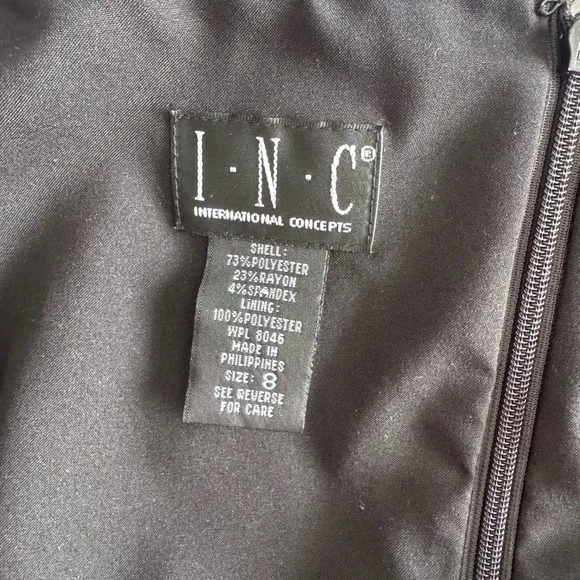 I·N·C®
INTERNATIONAL CONCEPTS
SHELL:
73%POLYESTER
23%RAYON
4%SPANDEX
LINING:
100%POLYESTER
WPL 8046
MADE IN
PHILIPPINES
SIZE: 8
SEE REVERSE
FOR CARE